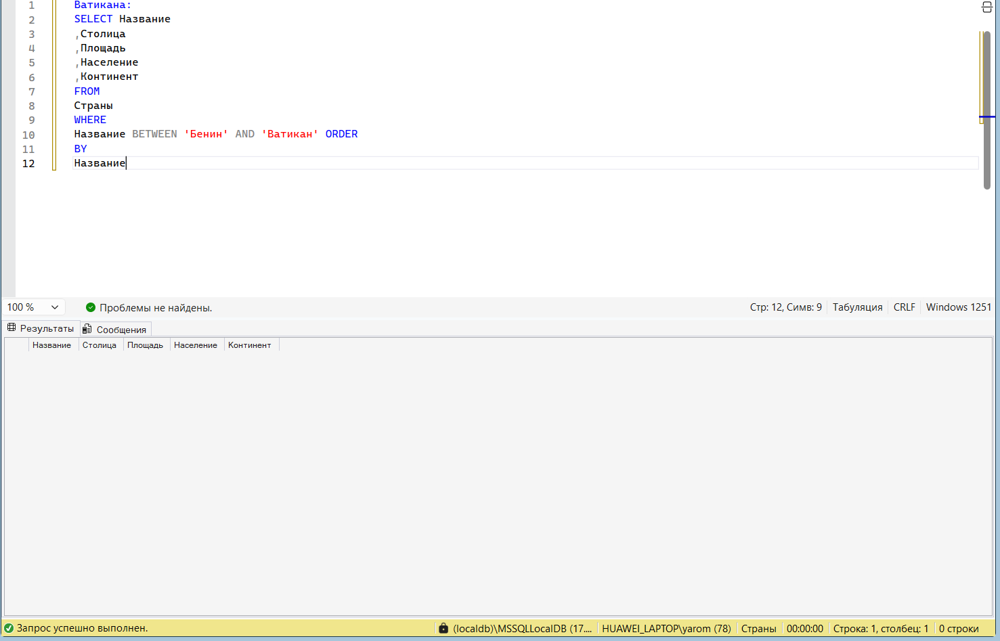 1 Ватикана:
2 SELECT Название
3 ,Столица
4 ,Площадь
5 ,Население
6 ,Континент
7 FROM
8 Страны
9 WHERE
10 Название BETWEEN 'Бенин' AND 'Ватикан' ORDER
11 BY
12 Название
100 % Проблемы не найдены. Стр: 12, Симв: 9 Табуляция CRLF Windows 1251
Результаты Сообщения
Название Столица Площадь Население Континент
Запрос успешно выполнен. (localdb)\MSSQLLocalDB (17.... HUAWEI_LAPTOP\yarom (78) Страны 00:00:00 Строка: 1, столбец: 1 0 строки